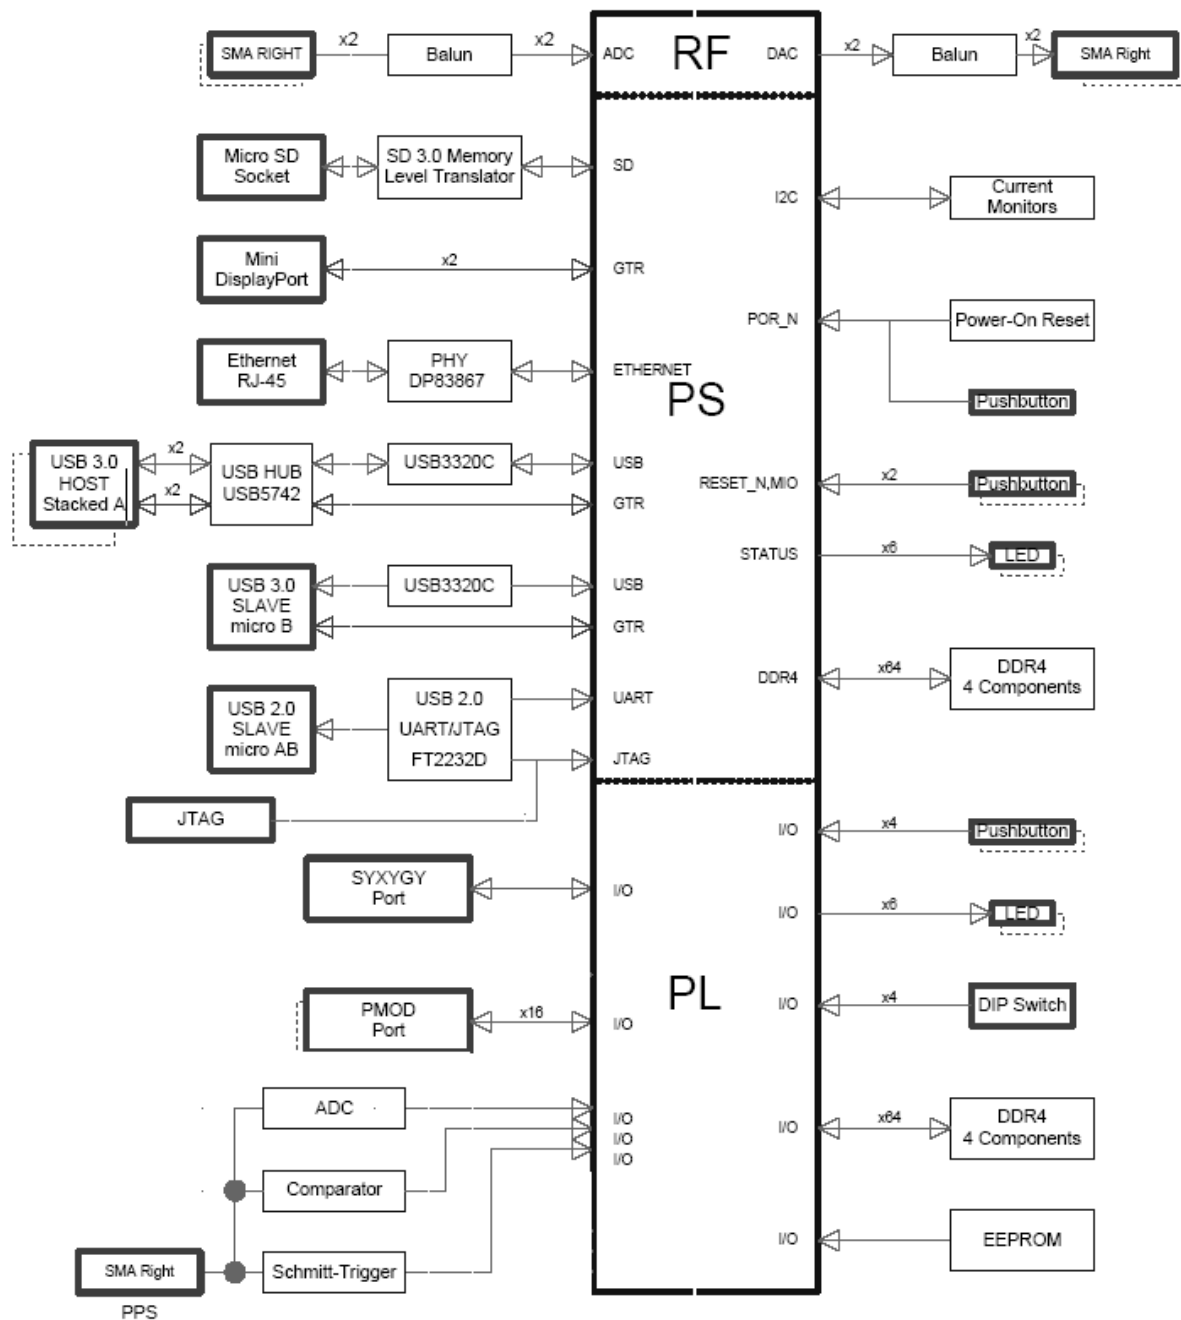 SMA RIGHT
x2
Balun
x2
ADC
RF
DAC
x2
Balun
x2
SMA Right
Micro SD
Socket
SD 3.0 Memory
Level Translator
SD
I2C
Current
Monitors
Mini
DisplayPort
x2
GTR
POR_N
Power-On Reset
Pushbutton
Ethernet
RJ-45
PHY
DP83867
ETHERNET
PS
USB 3.0
HOST
Stacked A
x2
x2
USB HUB
USB5742
USB3320C
USB
GTR
RESET_N,MIO
x2
Pushbutton
STATUS
x6
LED
USB 3.0
SLAVE
micro B
USB3320C
USB
GTR
DDR4
x64
DDR4
4 Components
USB 2.0
SLAVE
micro AB
USB 2.0
UART/JTAG
FT2232D
UART
JTAG
JTAG
I/O
x4
Pushbutton
SYXYGY
Port
I/O
I/O
x6
LED
PL
PMOD
Port
x16
I/O
I/O
x4
DIP Switch
ADC
I/O
I/O
I/O
I/O
x64
DDR4
4 Components
Comparator
SMA Right
PPS
Schmitt-Trigger
I/O
EEPROM